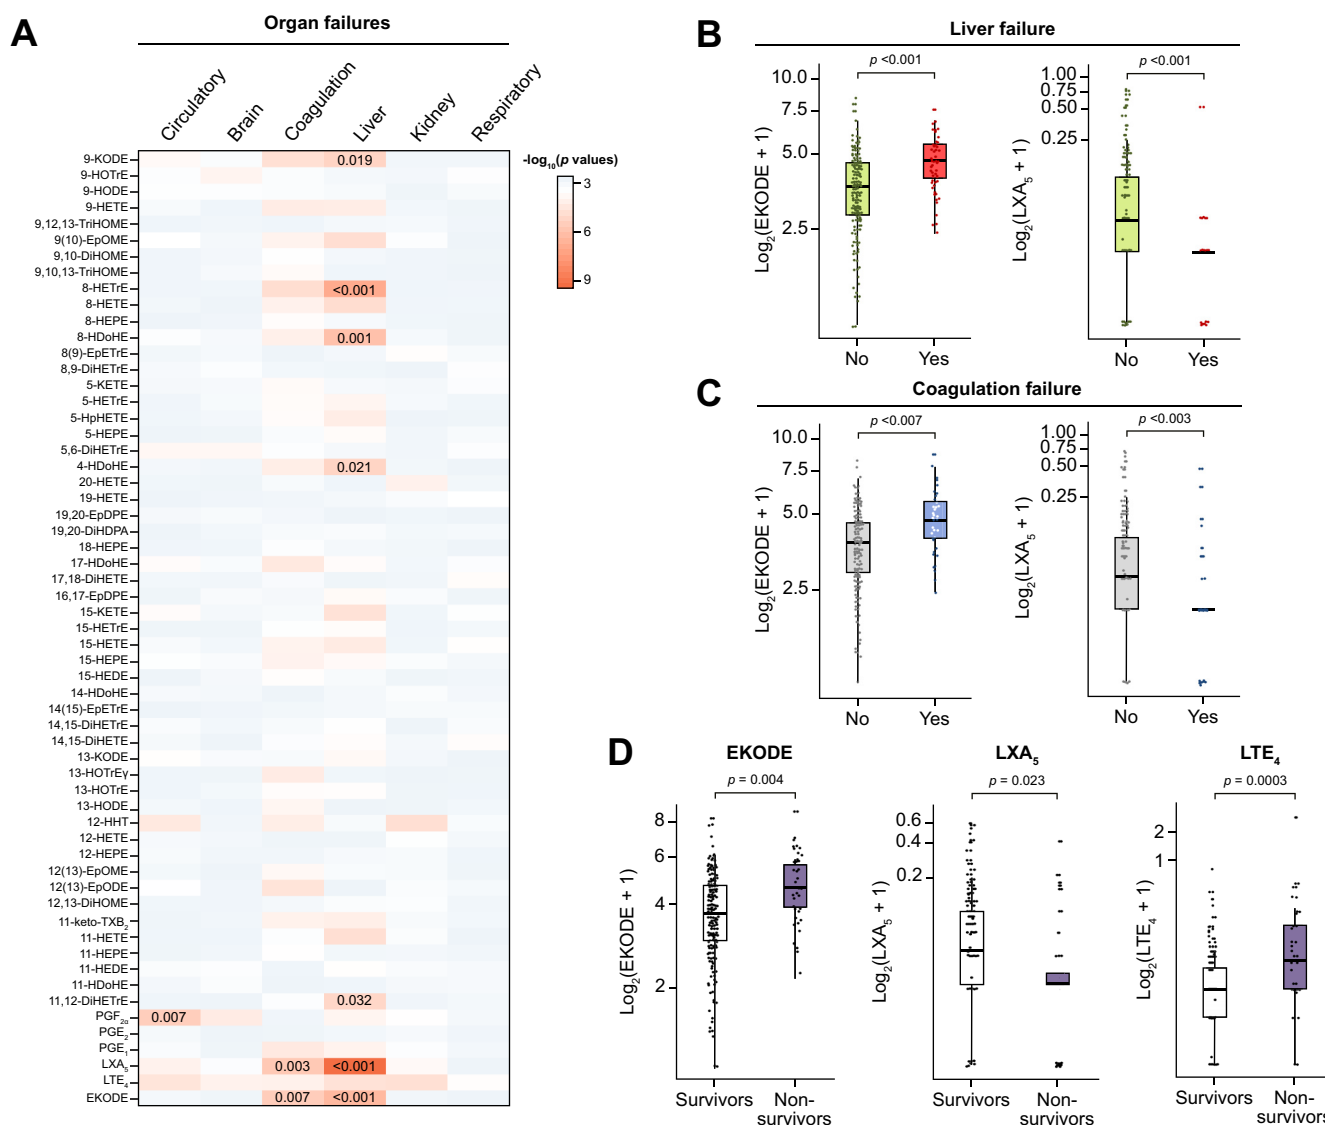 A
Organ failures
Circulatory
Brain
Coagulation
Liver
Kidney
Respiratory
9-KODE 0.019
9-HOTrE
9-HODE
9-HETE
9,12,13-TriHOME
9(10)-EpOME
9,10-DiHOME
9,10,13-TriHOME
8-HETrE <0.001
8-HETE
8-HEPE
8-HDoHE 0.001
8(9)-EpETrE
8,9-DiHETrE
5-KETE
5-HETrE
5-HpHETE
5-HEPE
5,6-DiHETrE
4-HDoHE 0.021
20-HETE
19-HETE
19,20-EpDPE
19,20-DiHDPA
18-HEPE
17-HDoHE
17,18-DiHETE
16,17-EpDPE
15-KETE
15-HETrE
15-HETE
15-HEPE
15-HEDE
14-HDoHE
14(15)-EpETrE
14,15-DiHETrE
14,15-DiHETE
13-KODE
13-HOTrEγ
13-HOTrE
13-HODE
12-HHT
12-HETE
12-HEPE
12(13)-EpOME
12(13)-EpODE
12,13-DiHOME
11-keto-TXB2
11-HETE
11-HEPE
11-HEDE
11-HDoHE
11,12-DiHETrE 0.032
PGF2α 0.007
PGE2
PGE1
LXA5 0.003 <0.001
LTE4
EKODE 0.007 <0.001
-log10(p values)
3
6
9
B
Liver failure
p <0.001
10.0
7.5
5.0
2.5
Log2(EKODE + 1)
No Yes
p <0.001
1.00
0.75
0.50
0.25
Log2(LXA5 + 1)
No Yes
C
Coagulation failure
p <0.007
10.0
7.5
5.0
2.5
Log2(EKODE + 1)
No Yes
p <0.003
1.00
0.75
0.50
0.25
Log2(LXA5 + 1)
No Yes
D
EKODE
p = 0.004
8
6
4
2
Log2(EKODE + 1)
Survivors Non-
survivors
LXA5
p = 0.023
0.6
0.4
0.2
Log2(LXA5 + 1)
Survivors Non-
survivors
LTE4
p = 0.0003
2
1
Log2(LTE4 + 1)
Survivors Non-
survivors